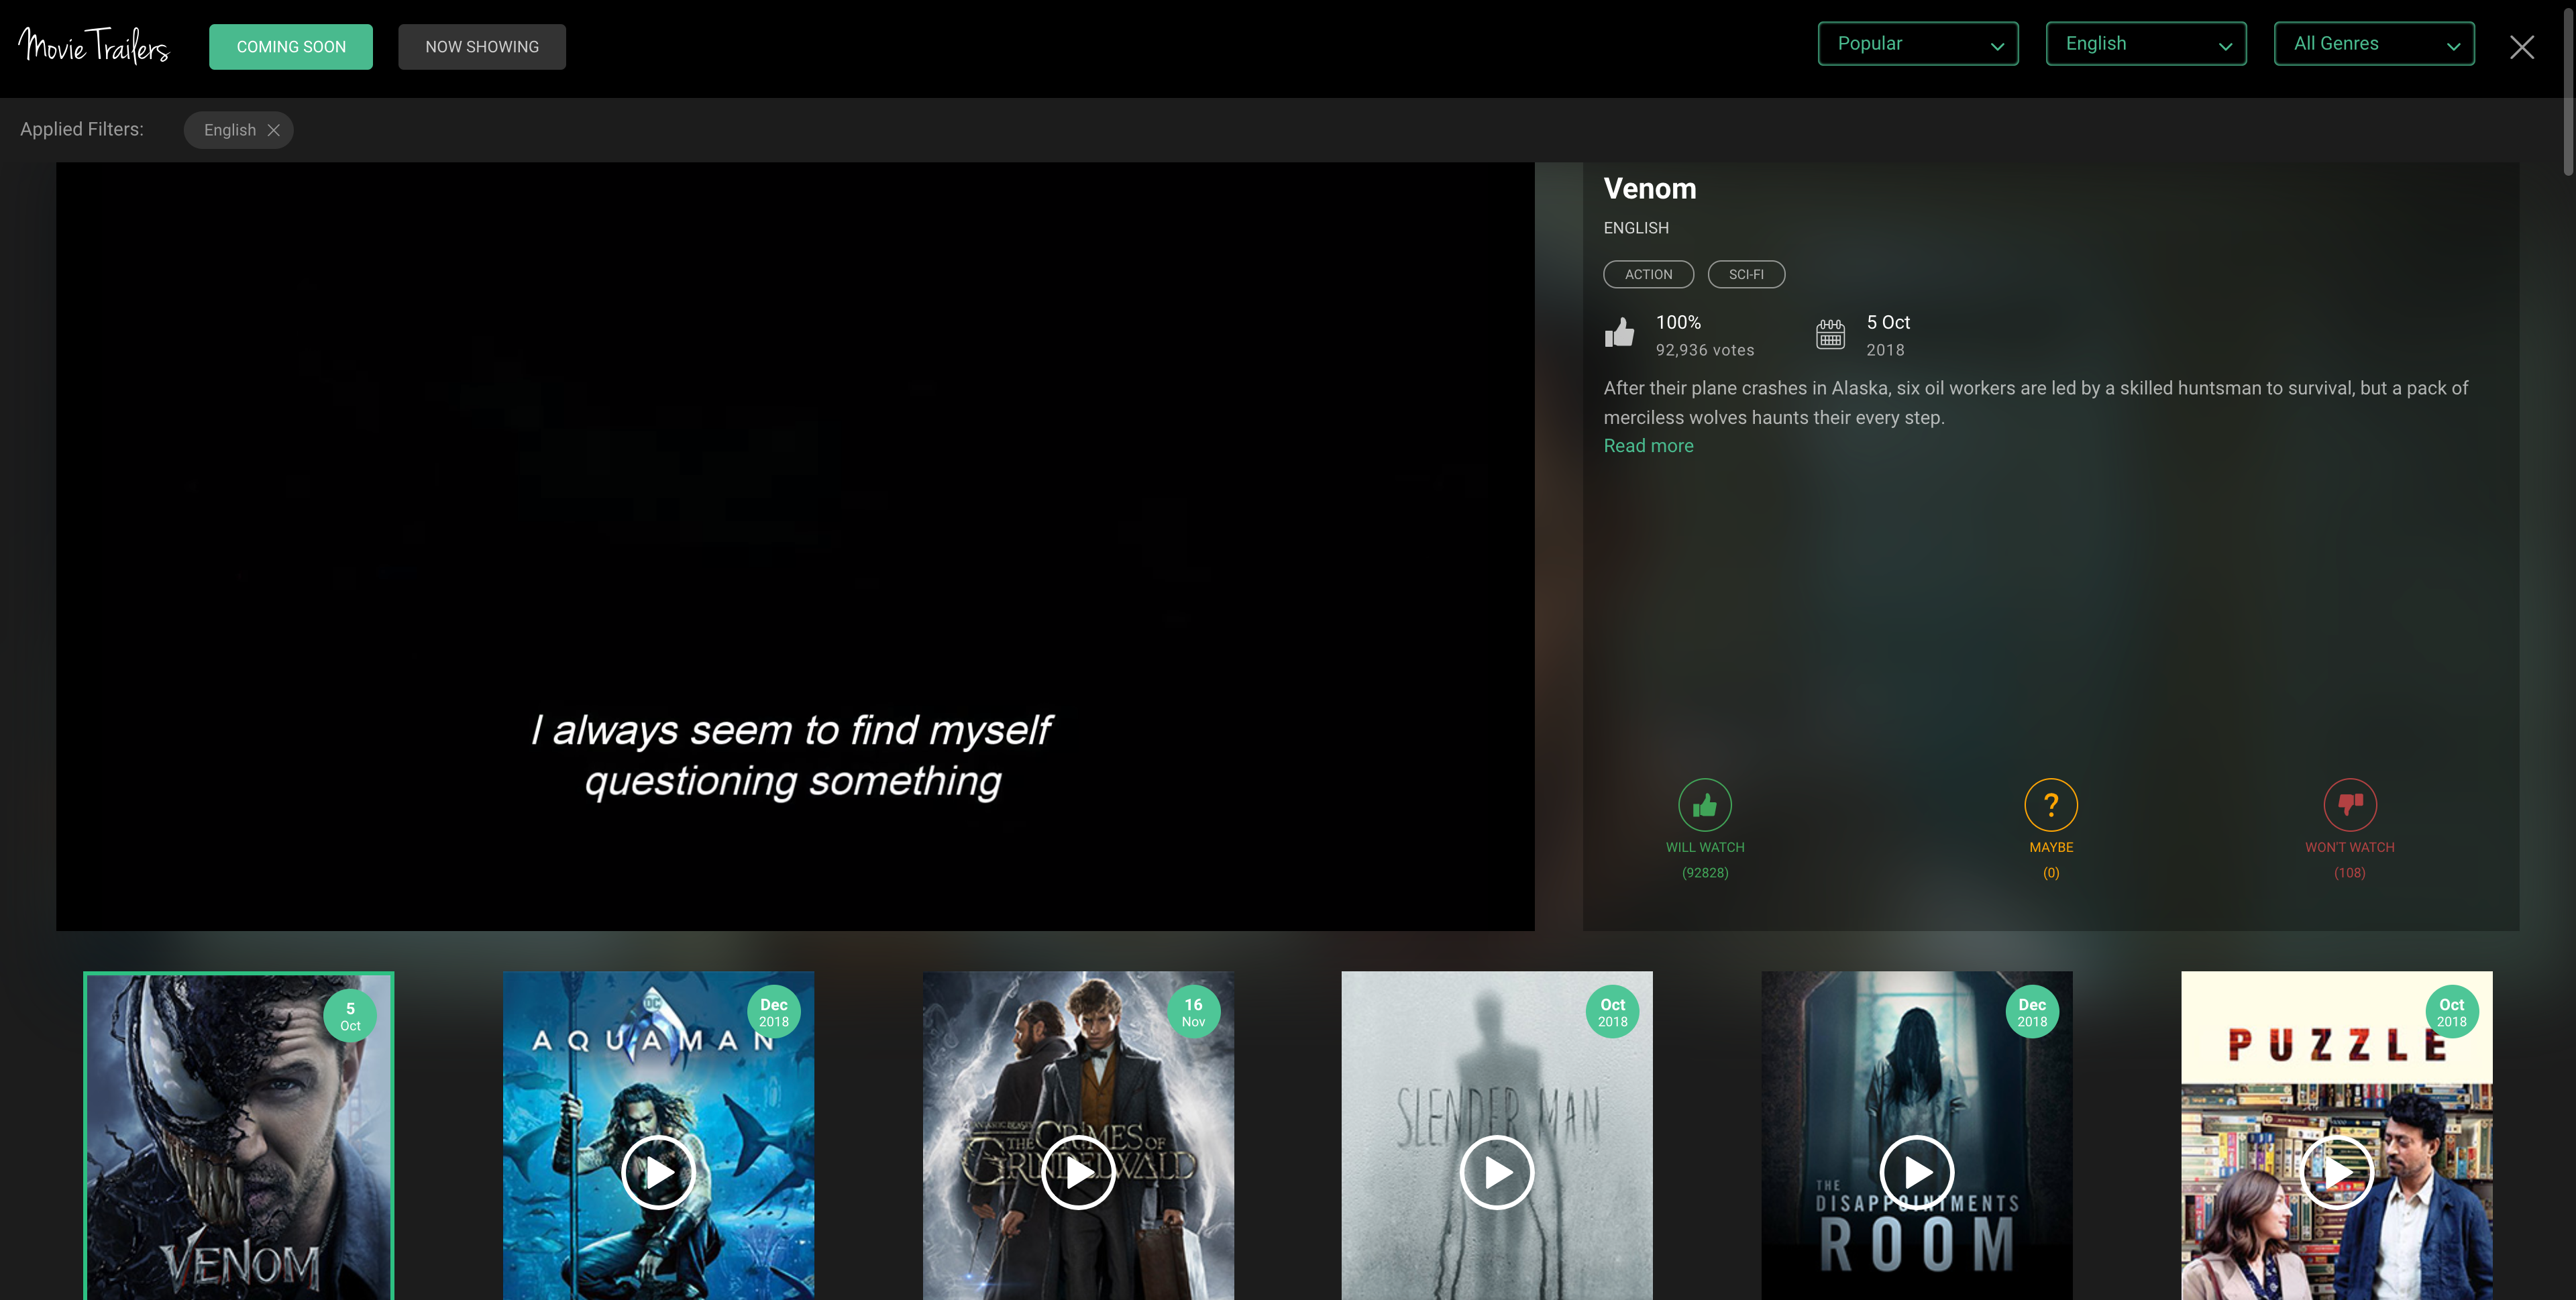 Movie Trailers
COMING SOON
NOW SHOWING
Popular
English
All Genres
Applied Filters:
English
Venom
ENGLISH
ACTION
SCI-FI
100%
92,936 votes
5 Oct
2018
After their plane crashes in Alaska, six oil workers are led by a skilled huntsman to survival, but a pack of
merciless wolves haunts their every step.
Read more
I always seem to find myself
questioning something
WILL WATCH
(92828)
?
MAYBE
(0)
WON'T WATCH
(108)
5
Oct
VENOM
Dec
2018
DC
AQUAMAN
16
Nov
THE CRIMES OF
GRINDELWALD
Oct
2018
SLENDER MAN
Dec
2018
THE
DISAPPOINTMENTS
ROOM
Oct
2018
PUZZLE